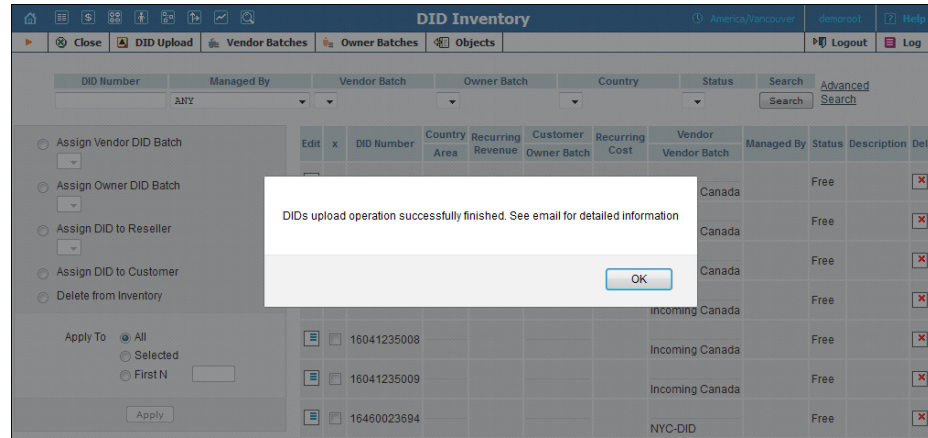 DID Inventory
America/Vancouver
demoroot
? Help
Close
DID Upload
Vendor Batches
Owner Batches
Objects
Logout
Log
DID Number Managed By Vendor Batch Owner Batch Country Status Search
ANY
Search
Advanced
Search
Assign Vendor DID Batch
Assign Owner DID Batch
Assign DID to Reseller
Assign DID to Customer
Delete from Inventory
Apply To All
Selected
First N
Apply
Edit x DID Number Country Recurring Customer Recurring Vendor Managed By Status Description Del
Area Revenue Owner Batch Cost Vendor Batch
Free
Canada
Free
Canada
Free
Canada
DIDs upload operation successfully finished. See email for detailed information
OK
Free
Incoming Canada
16041235008 Free
Incoming Canada
16041235009 Free
Incoming Canada
16460023694 Free
NYC-DID